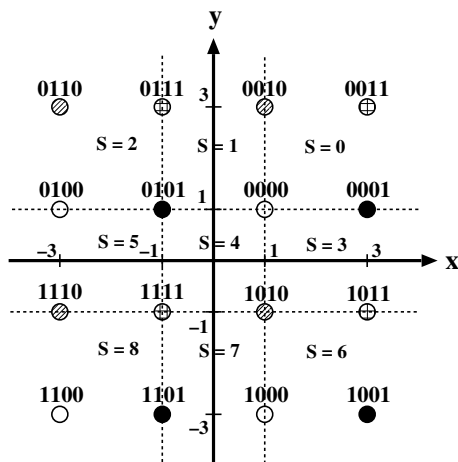 y
0110 0111 0010 0011
3
S = 2 S = 1 S = 0
0100 0101 0000 0001
1
S = 5 S = 4 S = 3
−3 −1 1 3 x
1110 1111 1010 1011
−1
S = 8 S = 7 S = 6
1100 1101 1000 1001
−3